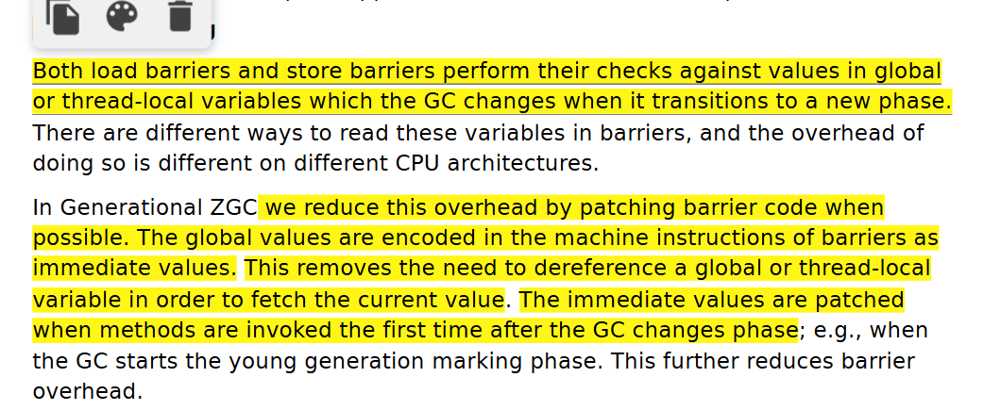 Both load barriers and store barriers perform their checks against values in global
or thread-local variables which the GC changes when it transitions to a new phase.
There are different ways to read these variables in barriers, and the overhead of
doing so is different on different CPU architectures.
In Generational ZGC we reduce this overhead by patching barrier code when
possible. The global values are encoded in the machine instructions of barriers as
immediate values. This removes the need to dereference a global or thread-local
variable in order to fetch the current value. The immediate values are patched
when methods are invoked the first time after the GC changes phase; e.g., when
the GC starts the young generation marking phase. This further reduces barrier
overhead.